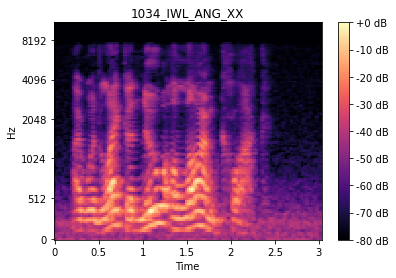 1034_IWL_ANG_XX
Hz
8192
4096
2048
1024
512
0
0 0.5 1 1.5 2 2.5 3
Time
+0 dB
-10 dB
-20 dB
-30 dB
-40 dB
-50 dB
-60 dB
-70 dB
-80 dB